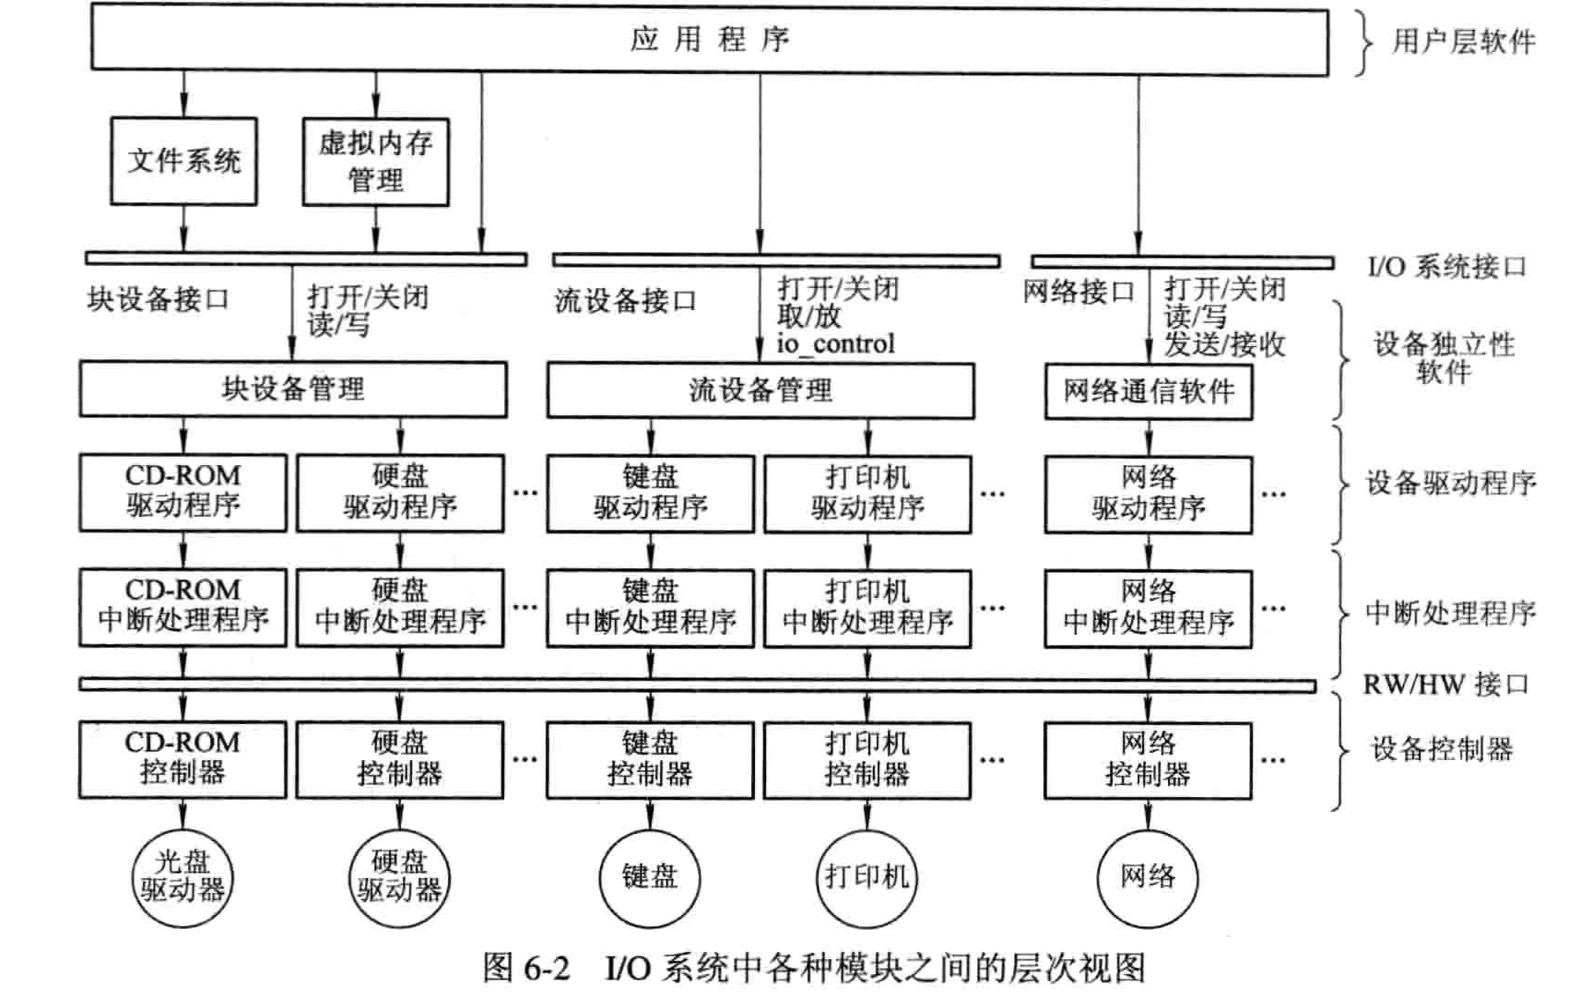 应用程序
用户层软件
文件系统
虚拟内存
管理
I/O 系统接口
块设备接口
打开/关闭
读/写
流设备接口
打开/关闭
取/放
io_control
网络接口
打开/关闭
读/写
发送/接收
设备独立性
软件
块设备管理
流设备管理
网络通信软件
CD-ROM
驱动程序
硬盘
驱动程序
…
键盘
驱动程序
打印机
驱动程序
…
网络
驱动程序
…
设备驱动程序
CD-ROM
中断处理程序
硬盘
中断处理程序
…
键盘
中断处理程序
打印机
中断处理程序
…
网络
中断处理程序
…
中断处理程序
RW/HW 接口
CD-ROM
控制器
硬盘
控制器
…
键盘
控制器
打印机
控制器
…
网络
控制器
…
设备控制器
光盘
驱动器
硬盘
驱动器
键盘
打印机
网络
图 6-2 I/O 系统中各种模块之间的层次视图